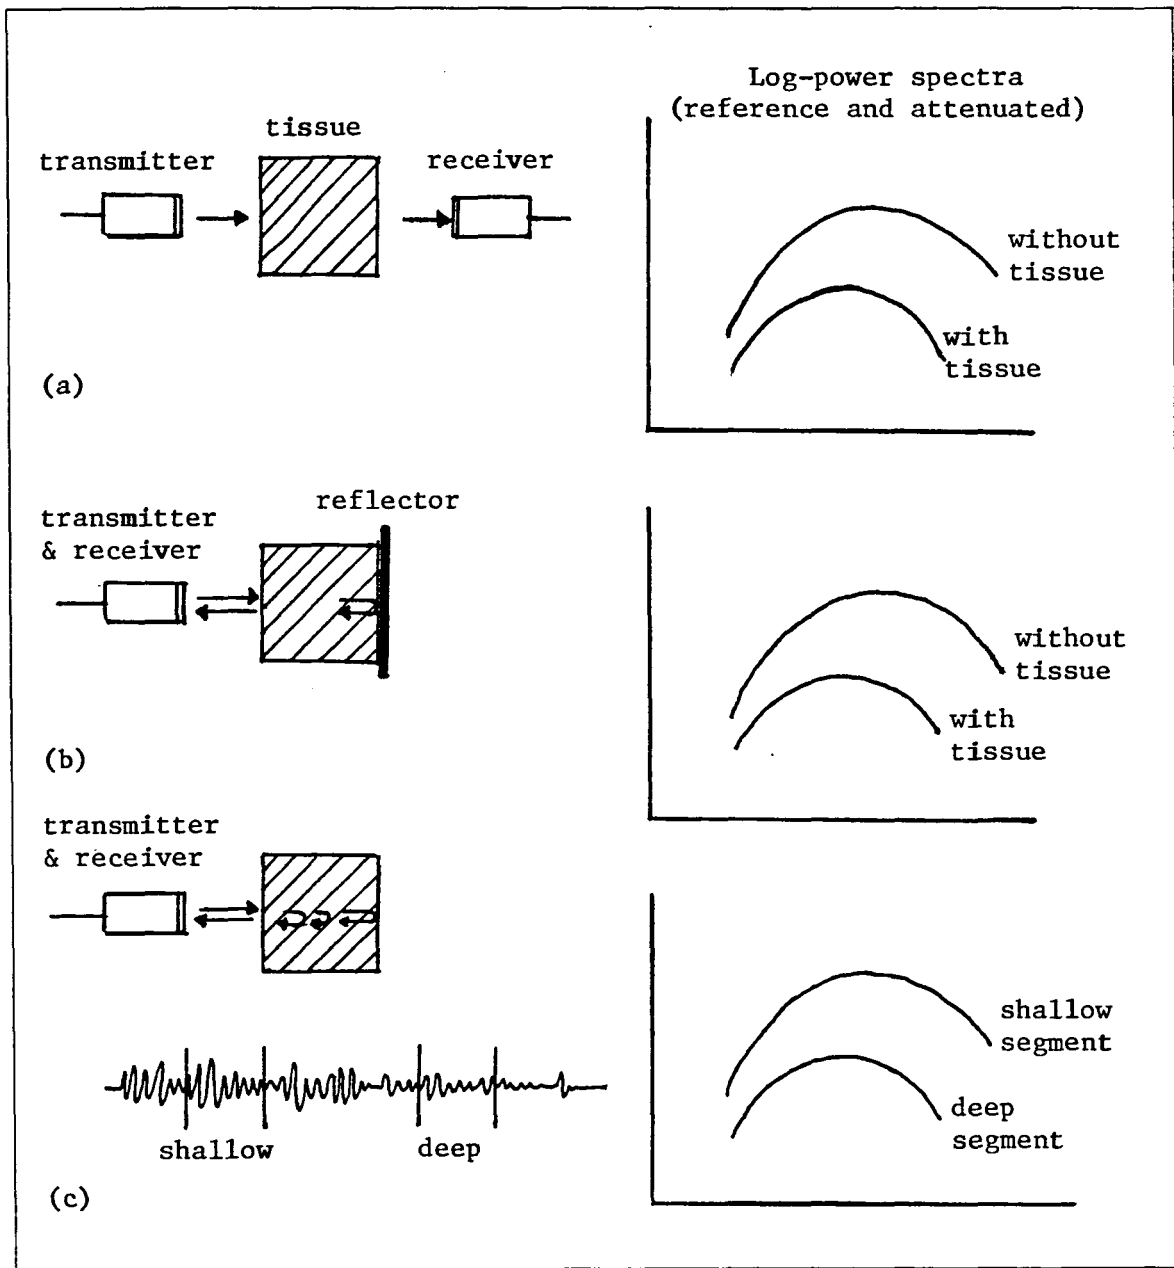 Log-power spectra
(reference and attenuated)
tissue
transmitter
receiver
without
tissue
with
tissue
(a)
reflector
transmitter
& receiver
without
tissue
with
tissue
(b)
transmitter
& receiver
shallow
segment
deep
segment
shallow
deep
(c)